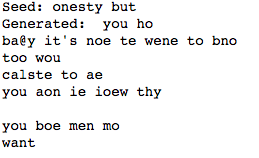 Seed: onesty but
Generated:  you ho
ba@y it's noe te wene to bno
too wou
calste to ae
you aon ie ioew thy

you boe men mo
want